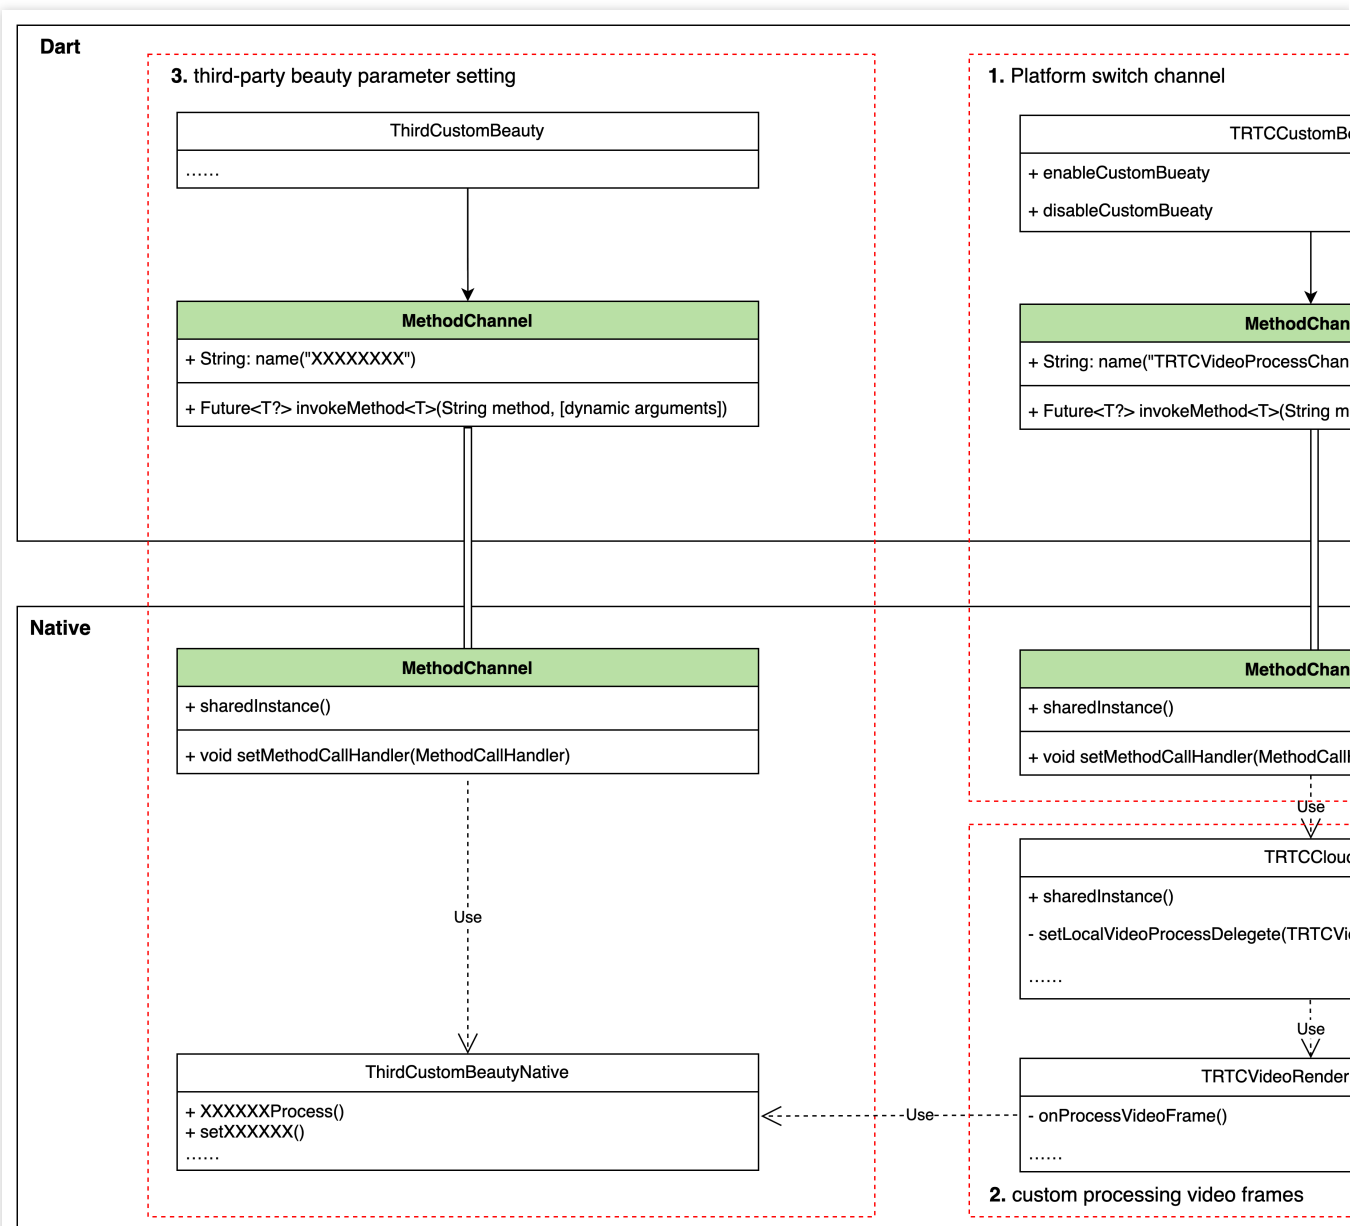 Dart
3. third-party beauty parameter setting
ThirdCustomBeauty
......
MethodChannel
+ String: name("XXXXXXXX")
+ Future<T?> invokeMethod<T>(String method, [dynamic arguments])
1. Platform switch channel
TRTCCustomBe
+ enableCustomBueaty
+ disableCustomBueaty
MethodChan
+ String: name("TRTCVideoProcessChan
+ Future<T?> invokeMethod<T>(String m
Native
MethodChannel
+ sharedInstance()
+ void setMethodCallHandler(MethodCallHandler)
Use
ThirdCustomBeautyNative
+ XXXXXXProcess()
+ setXXXXXX()
......
MethodChan
+ sharedInstance()
+ void setMethodCallHandler(MethodCallH
Use
TRTCCloud
+ sharedInstance()
- setLocalVideoProcessDelegete(TRTCVid
......
Use
TRTCVideoRender
- onProcessVideoFrame()
......
Use
2. custom processing video frames